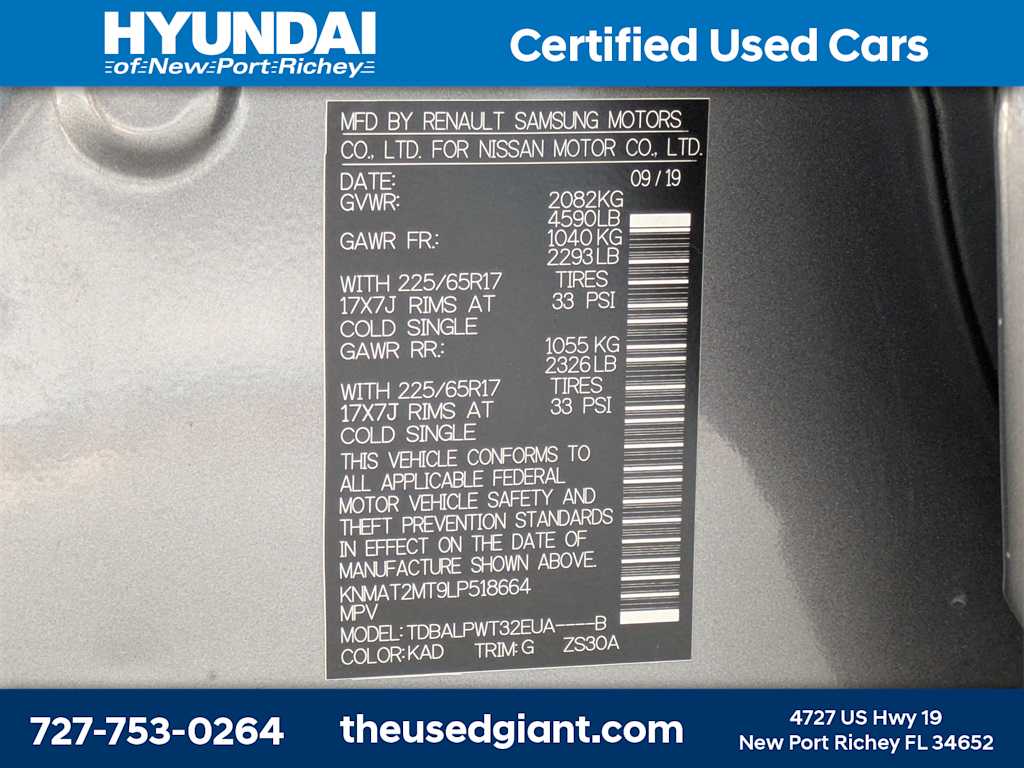 HYUNDAI
of New Port Richey
Certified Used Cars
MFD BY RENAULT SAMSUNG MOTORS
CO., LTD. FOR NISSAN MOTOR CO., LTD.
DATE: 09/19
GVWR: 2082KG
4590LB
GAWR FR.: 1040KG
2293LB
WITH 225/65R17 TIRES
17X7J RIMS AT 33 PSI
COLD SINGLE
GAWR RR.: 1055KG
2326LB
WITH 225/65R17 TIRES
17X7J RIMS AT 33 PSI
COLD SINGLE
THIS VEHICLE CONFORMS TO
ALL APPLICABLE FEDERAL
MOTOR VEHICLE SAFETY AND
THEFT PREVENTION STANDARDS
IN EFFECT ON THE DATE OF
MANUFACTURE SHOWN ABOVE.
KNMAT2MT9LP518664
MPV
MODEL: TDBALPWT32EUA----B
COLOR: KAD TRIM: G ZS30A
727-753-0264
theusedgiant.com
4727 US Hwy 19
New Port Richey FL 34652